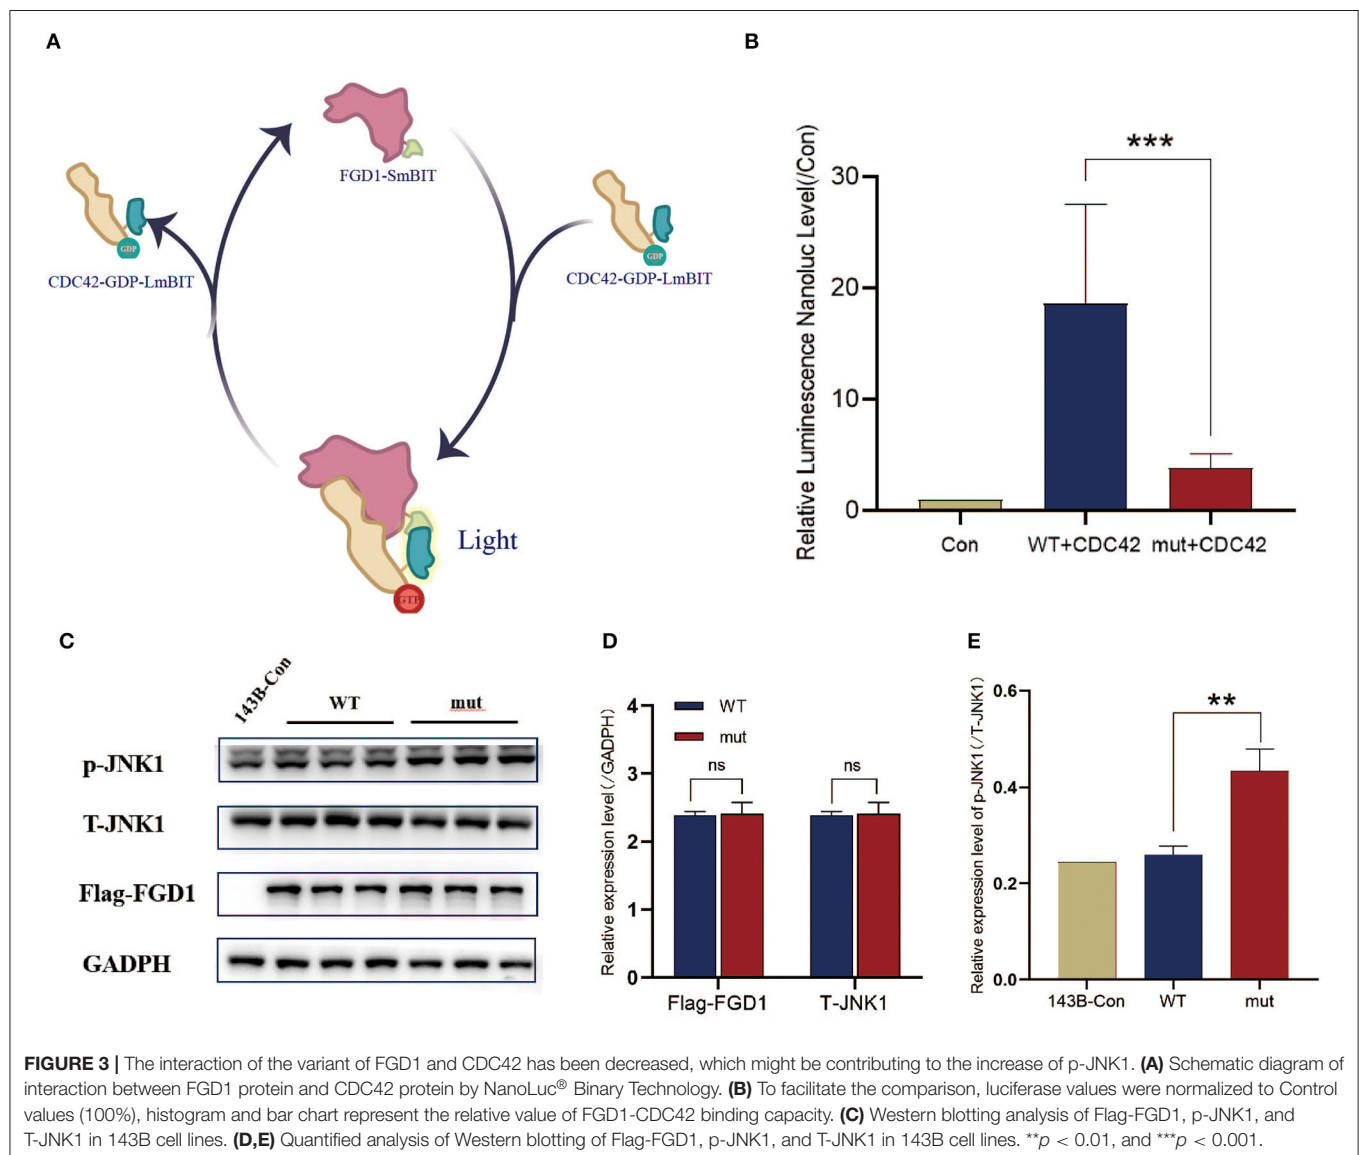 A
FGD1-SmBIT
GDP
CDC42-GDP-LmBIT
GDP
CDC42-GDP-LmBIT
Light
GTP
B
Relative Luminescence Nanoluc Level(/Con)
30
20
10
0
***
Con
WT+CDC42
mut+CDC42
C
143B-Con
WT
mut
p-JNK1
T-JNK1
Flag-FGD1
GADPH
D
Relative expression level(/GADPH)
4
3
2
1
0
WT
mut
ns
ns
Flag-FGD1
T-JNK1
E
Relative expression level of p-JNK1(/T-JNK1)
0.6
0.4
0.2
0.0
**
143B-Con
WT
mut
FIGURE 3 | The interaction of the variant of FGD1 and CDC42 has been decreased, which might be contributing to the increase of p-JNK1. (A) Schematic diagram of
interaction between FGD1 protein and CDC42 protein by NanoLuc® Binary Technology. (B) To facilitate the comparison, luciferase values were normalized to Control
values (100%), histogram and bar chart represent the relative value of FGD1-CDC42 binding capacity. (C) Western blotting analysis of Flag-FGD1, p-JNK1, and
T-JNK1 in 143B cell lines. (D,E) Quantified analysis of Western blotting of Flag-FGD1, p-JNK1, and T-JNK1 in 143B cell lines. **p < 0.01, and ***p < 0.001.